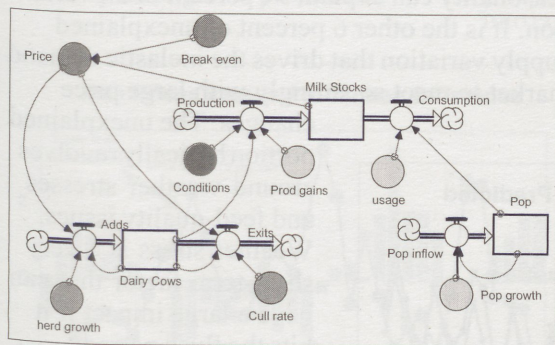 Price
Break even
Milk Stocks
Production
Consumption
Conditions
Prod gains
usage
Pop
Adds
Exits
Pop inflow
Dairy Cows
herd growth
Cull rate
Pop growth